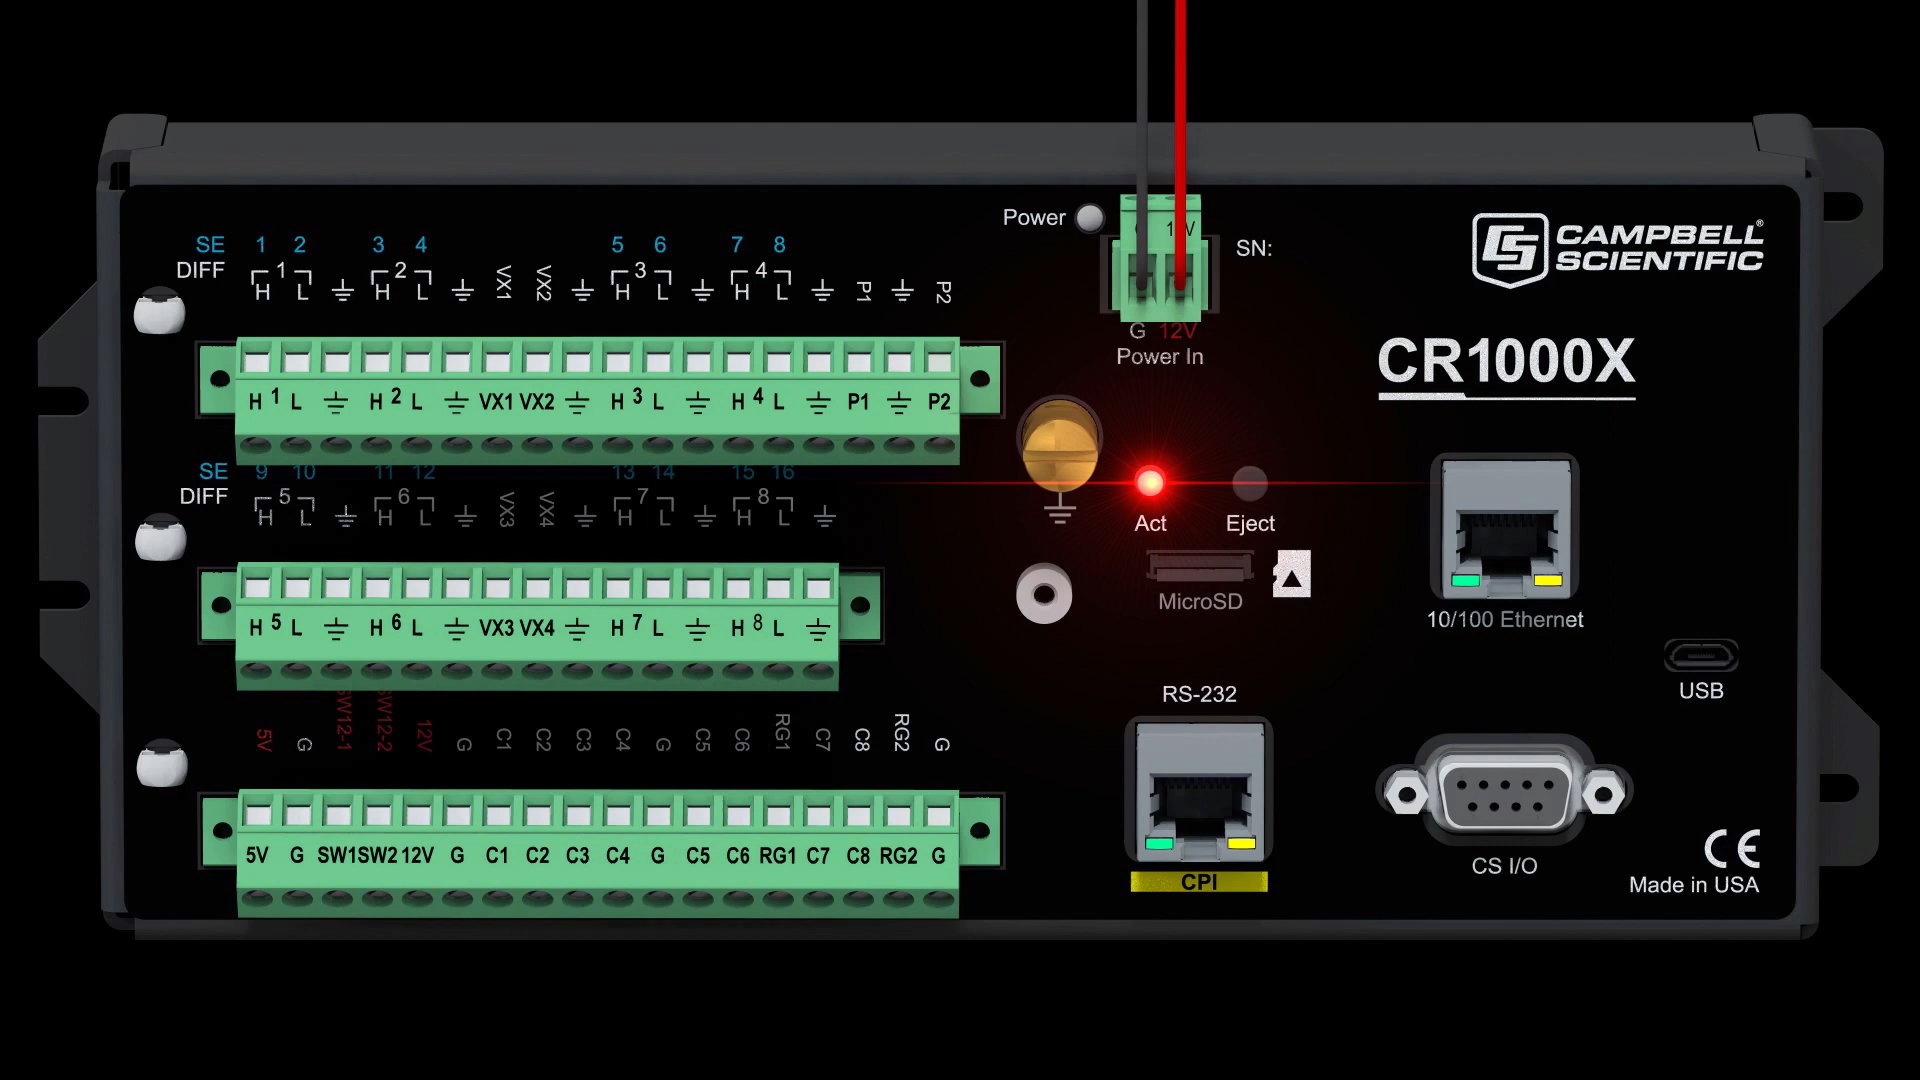 Power
G 12V
SN:
CAMPBELL®
SCIENTIFIC
SE 1 2 3 4 5 6 7 8
DIFF 1 2 3 4
H L H L VX1 VX2 H L H L P1 P2
G 12V
Power In
CR1000X
H 1 L H 2 L VX1 VX2 H 3 L H 4 L P1 P2
SE 9 10 11 12 13 14 15 16
DIFF 5 6 7 8
H L H L VX3 VX4 H L H L
Act Eject
MicroSD
10/100 Ethernet
H 5 L H 6 L VX3 VX4 H 7 L H 8 L
USB
RS-232
5V G SW12-1 SW12-2 12V G C1 C2 C3 C4 G C5 C6 RG1 C7 C8 RG2 G
5V G SW1 SW2 12V G C1 C2 C3 C4 G C5 C6 RG1 C7 C8 RG2 G
CPI
CS I/O
CE
Made in USA